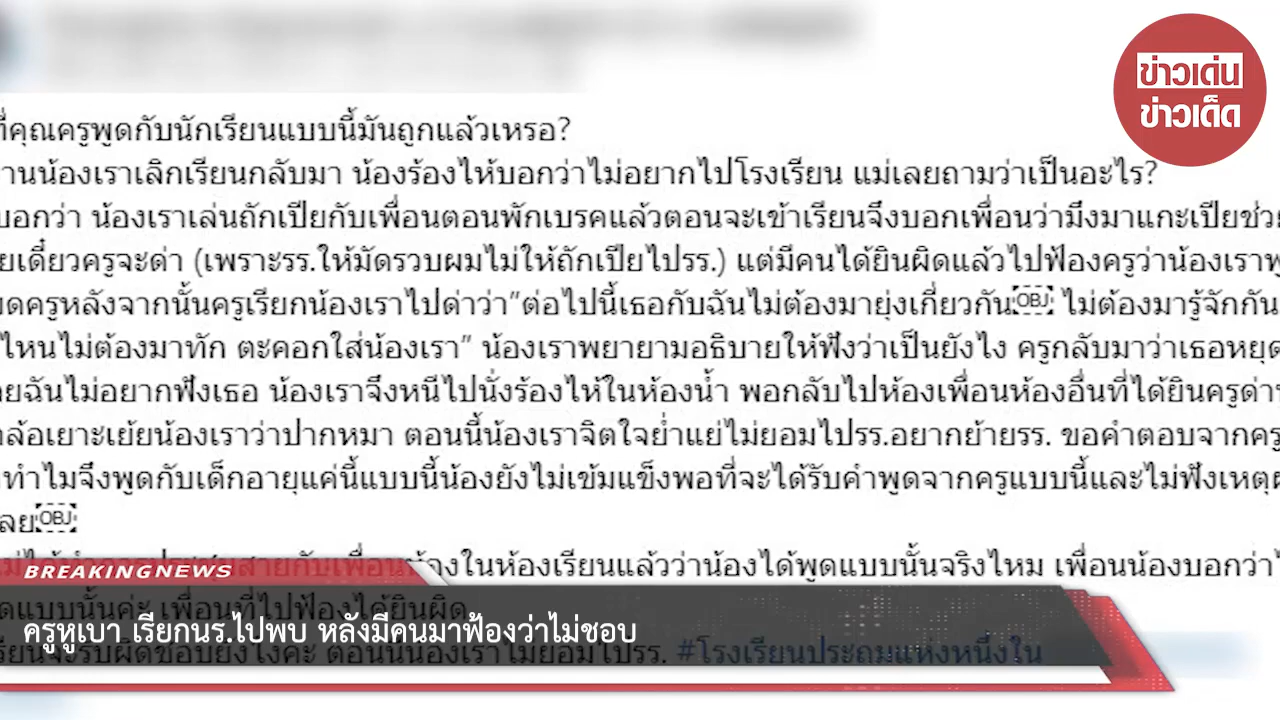 ข่าวเด่น
ข่าวเด็ด
ที่คุณครูพูดกับนักเรียนแบบนี้มันถูกแล้วเหรอ?
านน้องเราเลิกเรียนกลับมา น้องร้องไห้บอกว่าไม่อยากไปโรงเรียน แม่เลยถามว่าเป็นอะไร?
บอกว่า น้องเราเล่นถักเปียกับเพื่อนตอนพักเบรคแล้วตอนจะเข้าเรียนจึงบอกเพื่อนว่ามึงมาแกะเปียช่วย
ยเดี๋ยวครูจะด่า (เพราะรร.ให้มัดรวบผมไม่ให้ถักเปียไปรร.) แต่มีคนได้ยินผิดแล้วไปฟ้องครูว่าน้องเราพู
ครูหลังจากนั้นครูเรียกน้องเราไปด่าว่า"ต่อไปนี้เธอกับฉันไม่ต้องมายุ่งเกี่ยวกัน OBJ ไม่ต้องมารู้จักกัน
ไหนไม่ต้องมาทัก ตะคอกใส่น้องเรา" น้องเราพยายามอธิบายให้ฟังว่าเป็นยังไง ครูกลับมาว่าเธอหยุด
ยฉันไม่อยากฟังเธอ น้องเราจึงหนีไปนั่งร้องไห้ในห้องน้ำ พอกลับไปห้องเพื่อนห้องอื่นที่ได้ยินครูด่า
ล้อเยาะเย้ยน้องเราว่าปากหมา ตอนนี้น้องเราจิตใจย่ำแย่ไม่ยอมไปรร.อยากย้ายรร. ขอคำตอบจากครู
ทำไมจึงพูดกับเด็กอายุแค่นี้แบบนี้น้องยังไม่เข้มแข็งพอที่จะได้รับคำพูดจากครูแบบนี้และไม่ฟังเหตุ
ลย OBJ
สายกับเพื่อนน้องในห้องเรียนแล้วว่าน้องได้พูดแบบนั้นจริงไหม เพื่อนน้องบอกว่า
แบบนั้นค่ะ เพื่อนที่ไปฟ้องได้ยินผิด
จะรับผิดชอบยังไงคะ ตอนนี้น้องเราไม่ยอมไปรร. #โรงเรียนประถมแห่งหนึ่งใน
BREAKING NEWS
ครูหูเบา เรียกนร.ไปพบ หลังมีคนมาฟ้องว่าไม่ชอบ